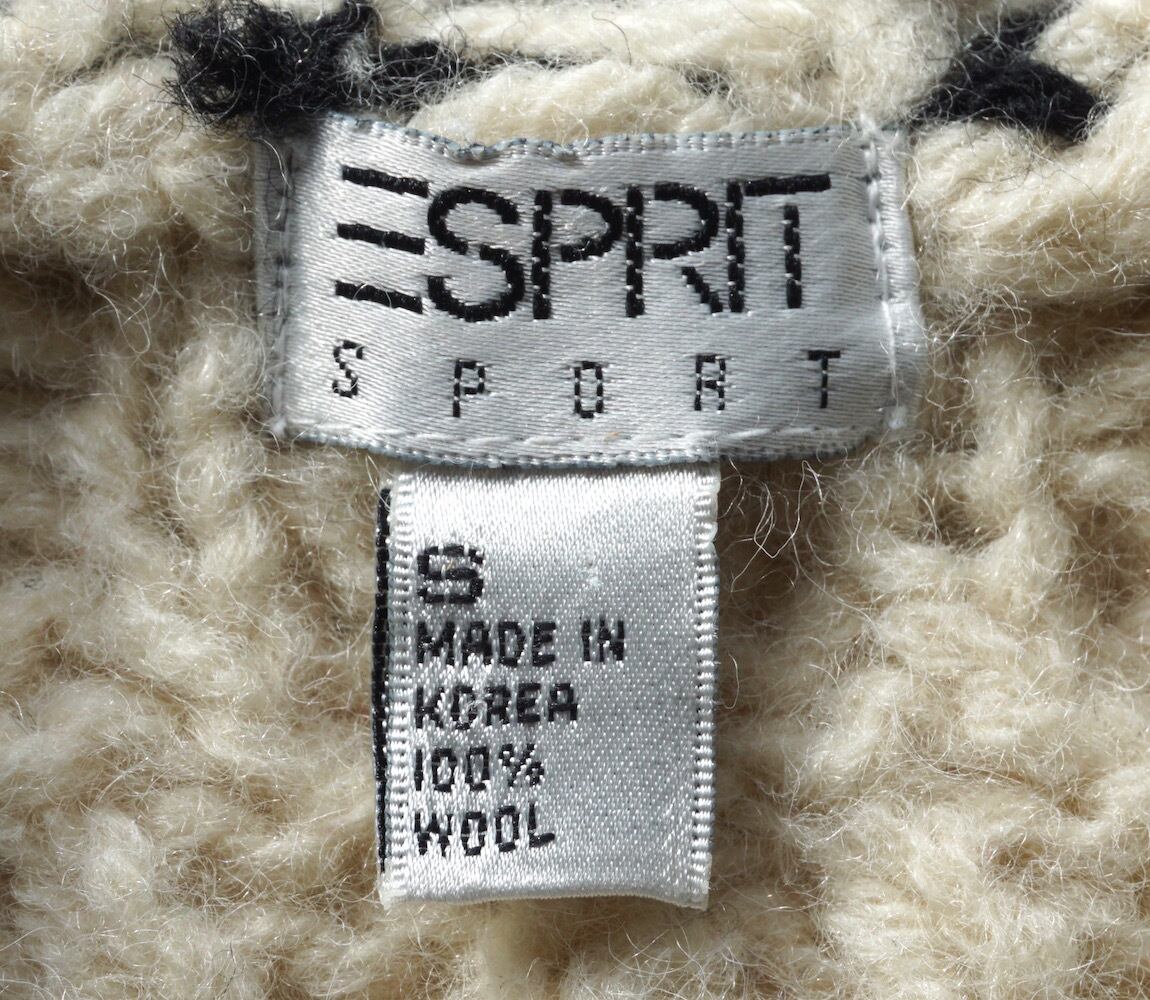 ESPRIT
SPORT
S
MADE IN
KOREA
100%
WOOL